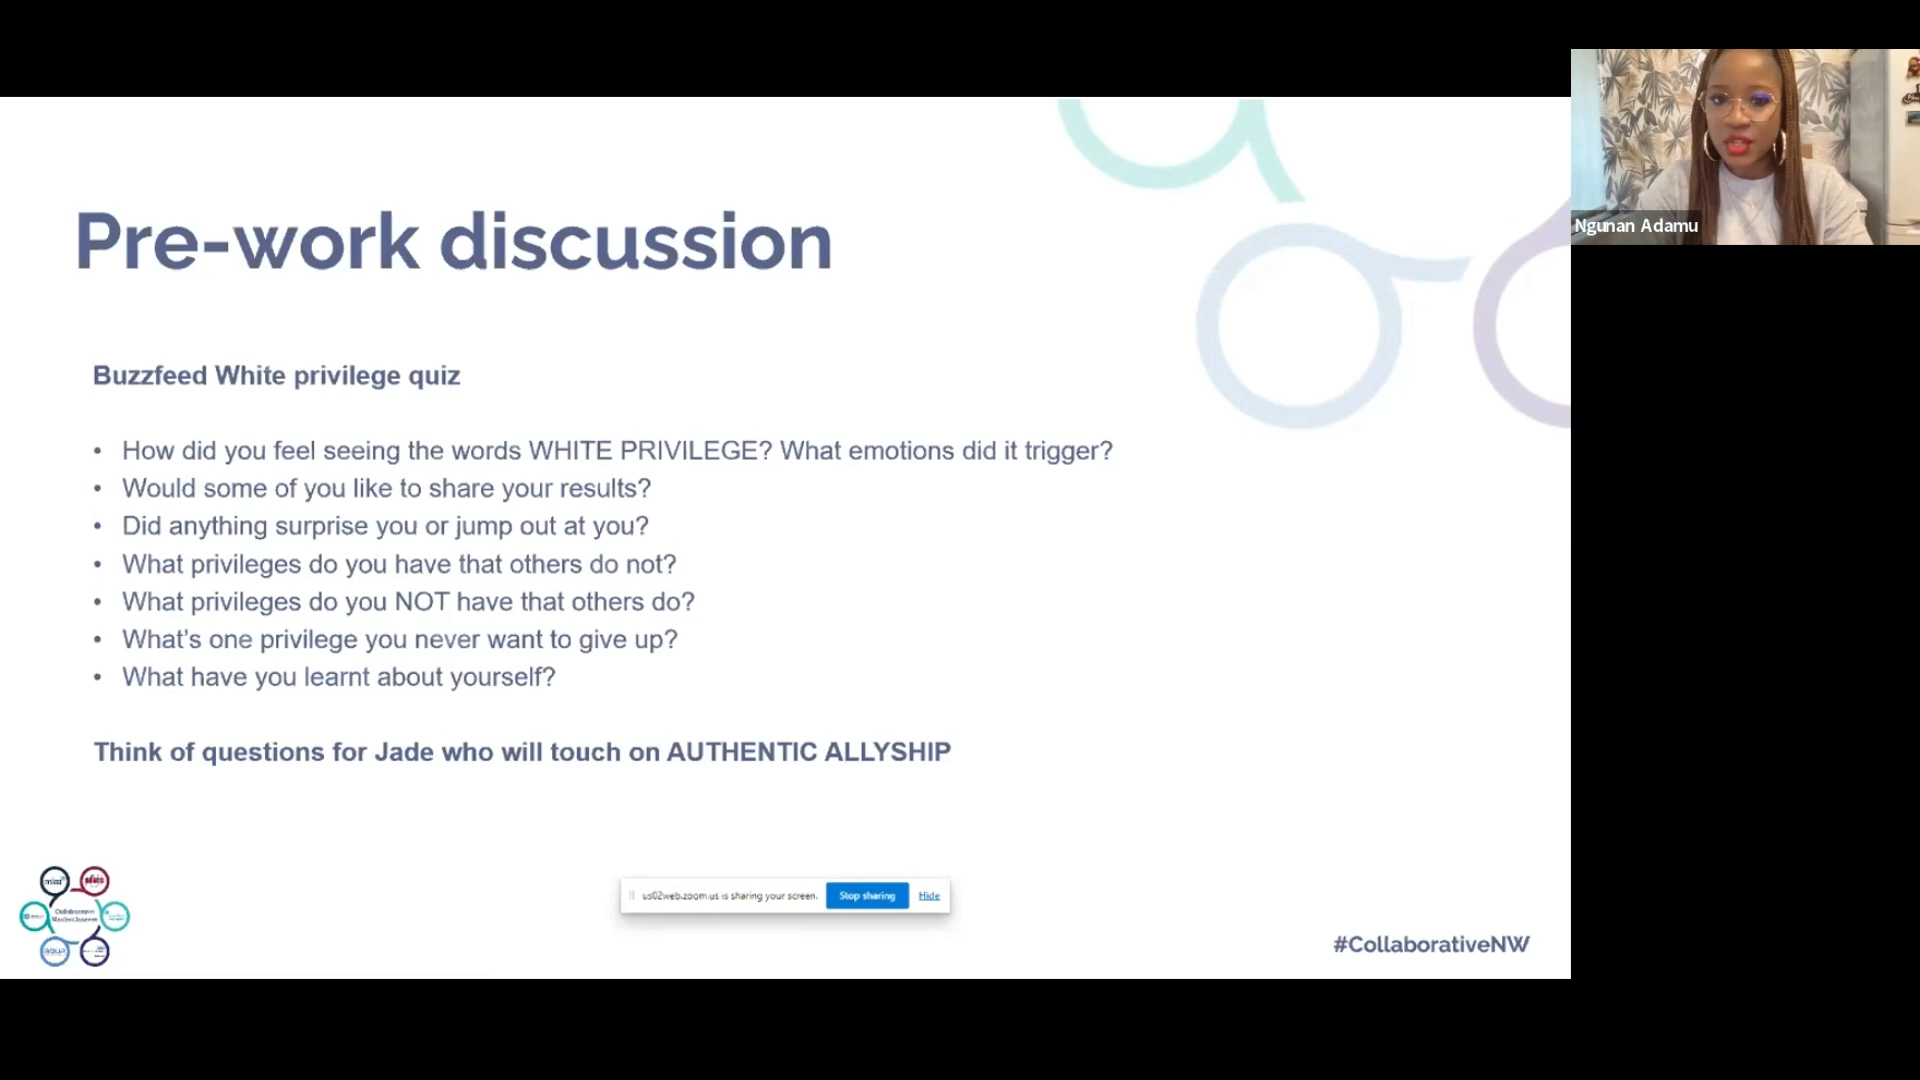 Pre-work discussion
Ngunan Adamu
Buzzfeed White privilege quiz
• How did you feel seeing the words WHITE PRIVILEGE? What emotions did it trigger?
• Would some of you like to share your results?
• Did anything surprise you or jump out at you?
• What privileges do you have that others do not?
• What privileges do you NOT have that others do?
• What’s one privilege you never want to give up?
• What have you learnt about yourself?
Think of questions for Jade who will touch on AUTHENTIC ALLYSHIP
us02web.zoom.us is sharing your screen. Stop sharing Hide
Collaborative
Masterclasses
#CollaborativeNW